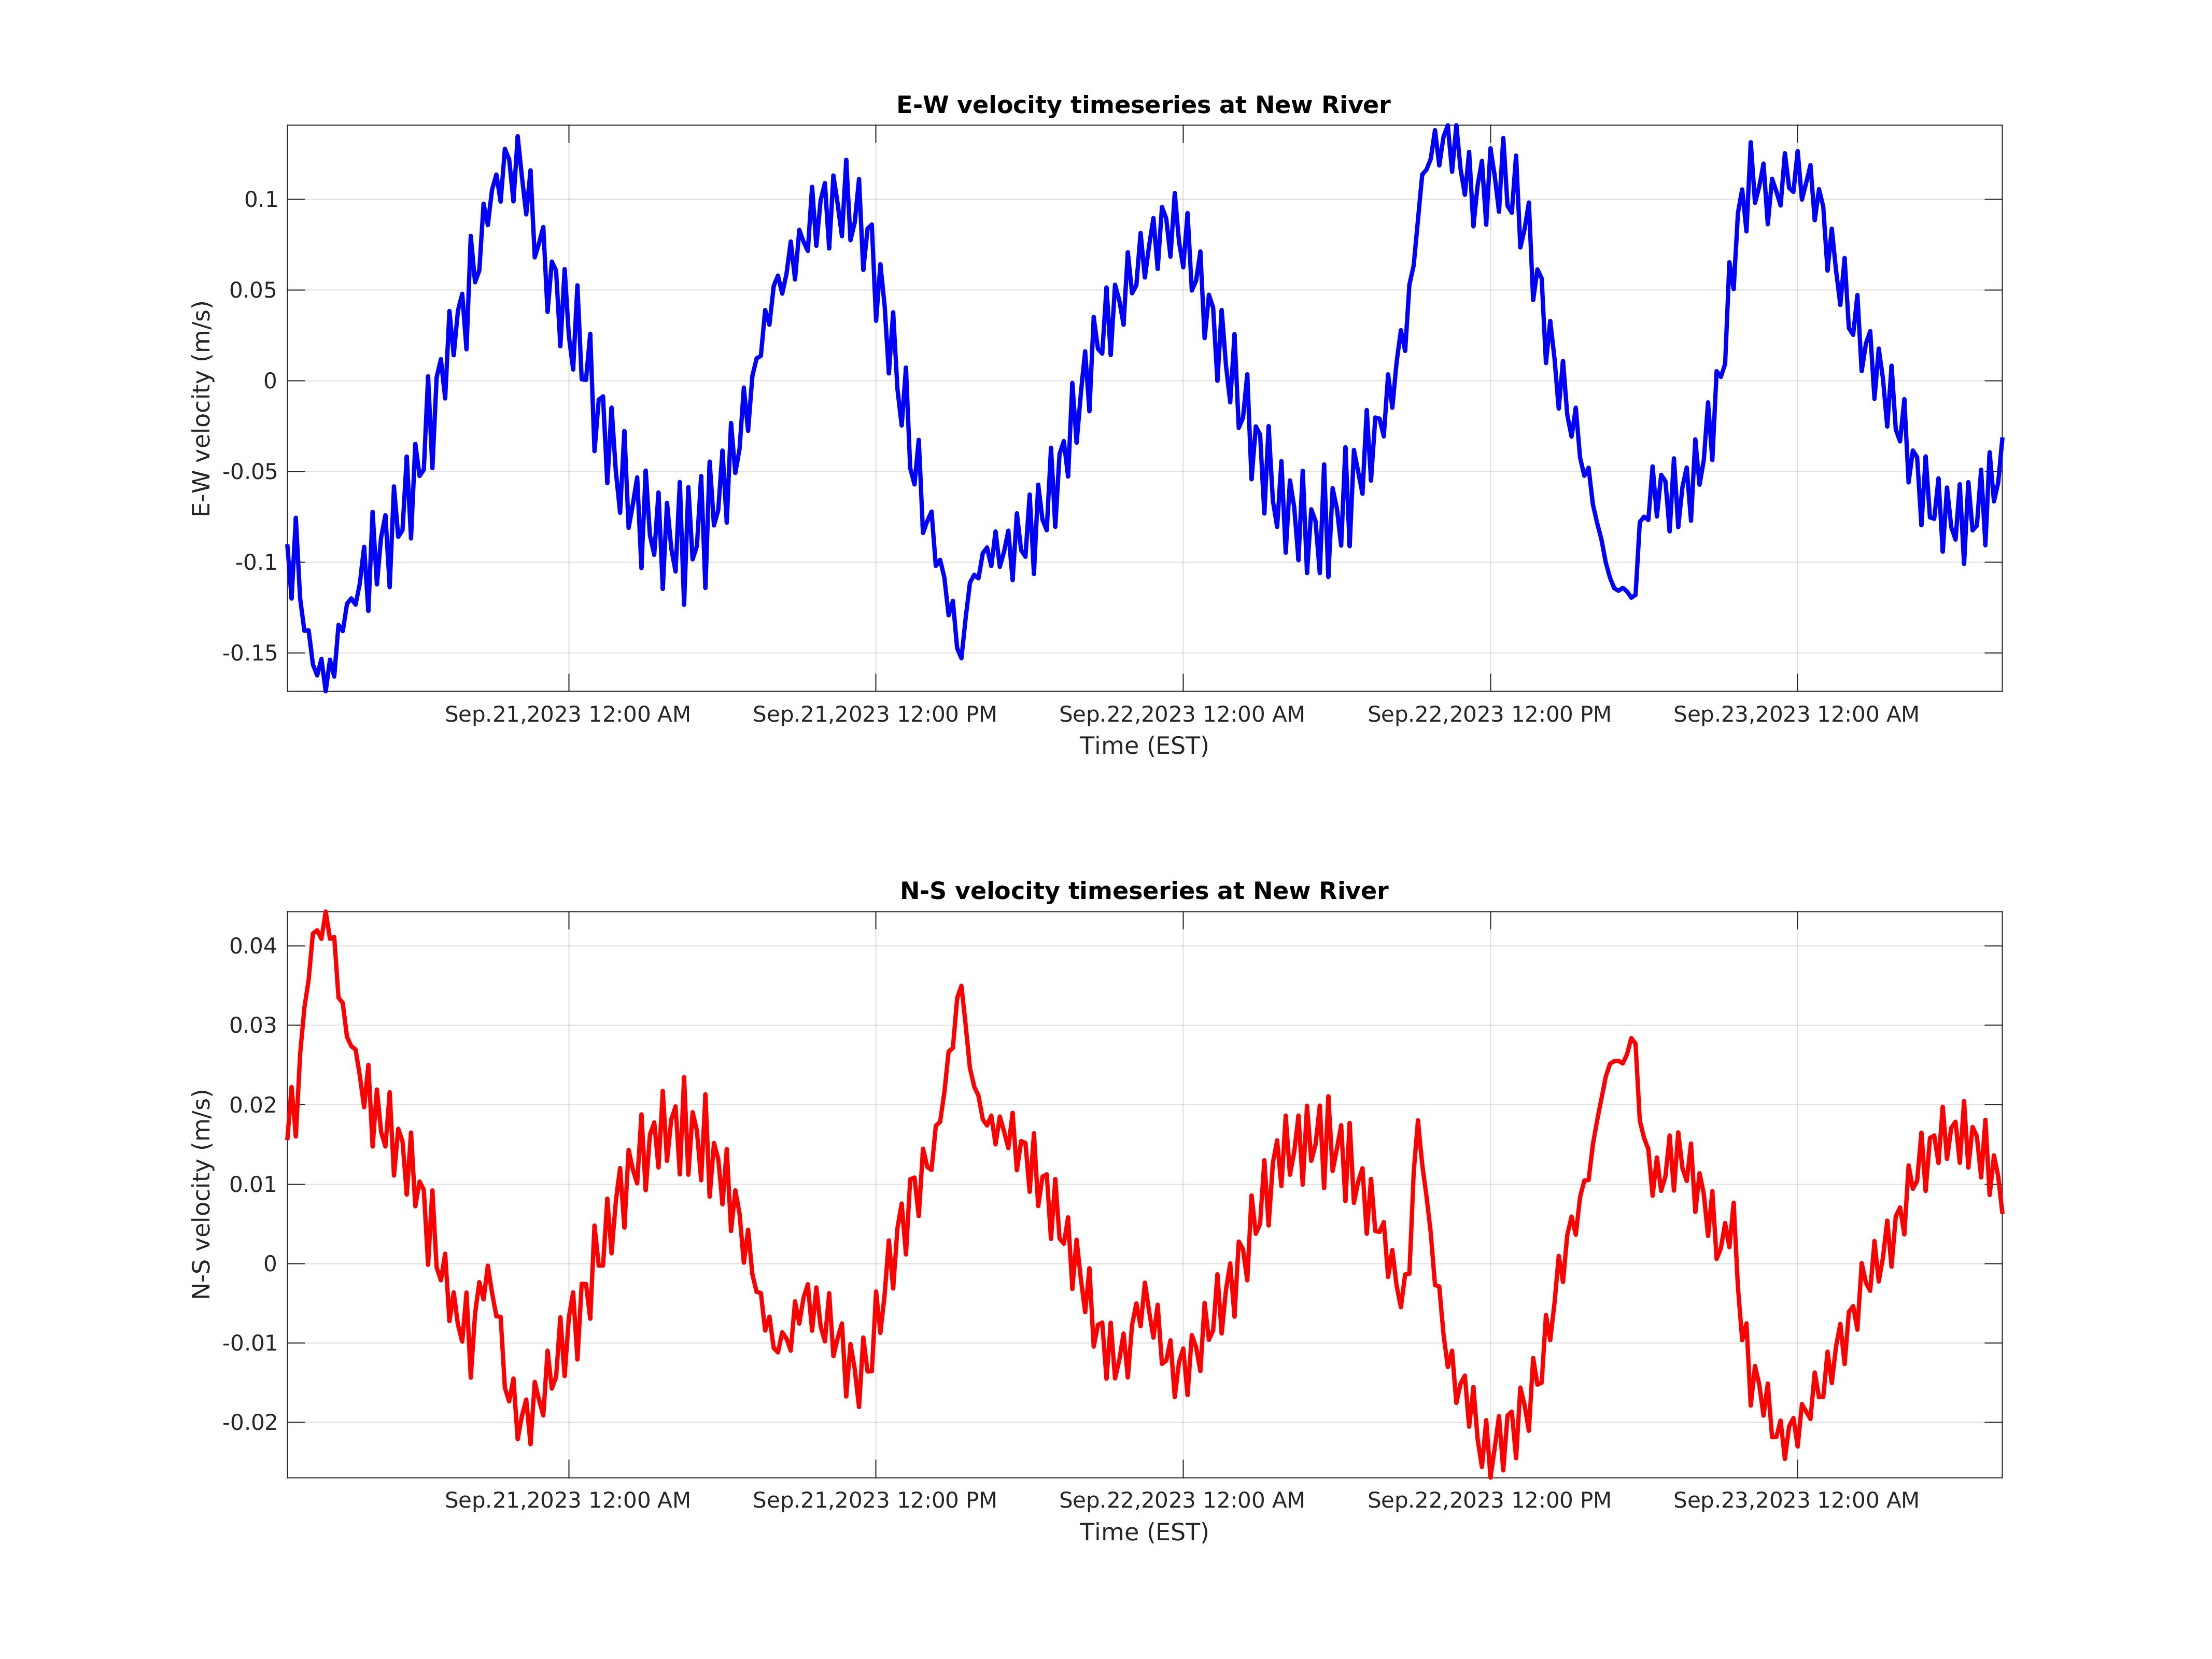 E-W velocity timeseries at New River
E-W velocity (m/s)
0.1
0.05
0
-0.05
-0.1
-0.15
Sep.21,2023 12:00 AM
Sep.21,2023 12:00 PM
Sep.22,2023 12:00 AM
Sep.22,2023 12:00 PM
Sep.23,2023 12:00 AM
Time (EST)
N-S velocity timeseries at New River
N-S velocity (m/s)
0.04
0.03
0.02
0.01
0
-0.01
-0.02
Sep.21,2023 12:00 AM
Sep.21,2023 12:00 PM
Sep.22,2023 12:00 AM
Sep.22,2023 12:00 PM
Sep.23,2023 12:00 AM
Time (EST)